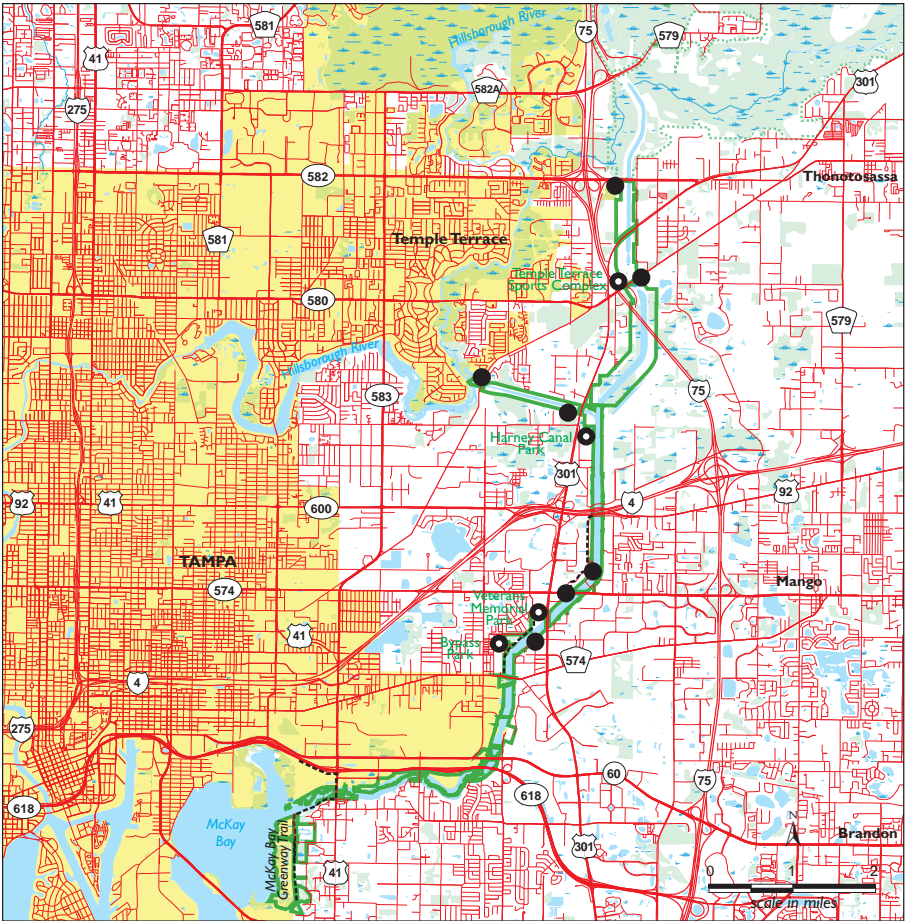 Hillsborough River
581
75
579
41
582A
301
275
582
Thonotosassa
581
Temple Terrace
Temple Terrace
Sports Complex
580
579
Hillsborough River
583
75
Harney Canal
Park
301
92
41
600
4
92
TAMPA
574
Mango
Veterans
Memorial
Park
41
Bypass
Park
574
4
275
60
75
618
618
McKay
Bay
N
Brandon
301
McKay Bay
Greenway Trail
41
0 1 2
scale in miles